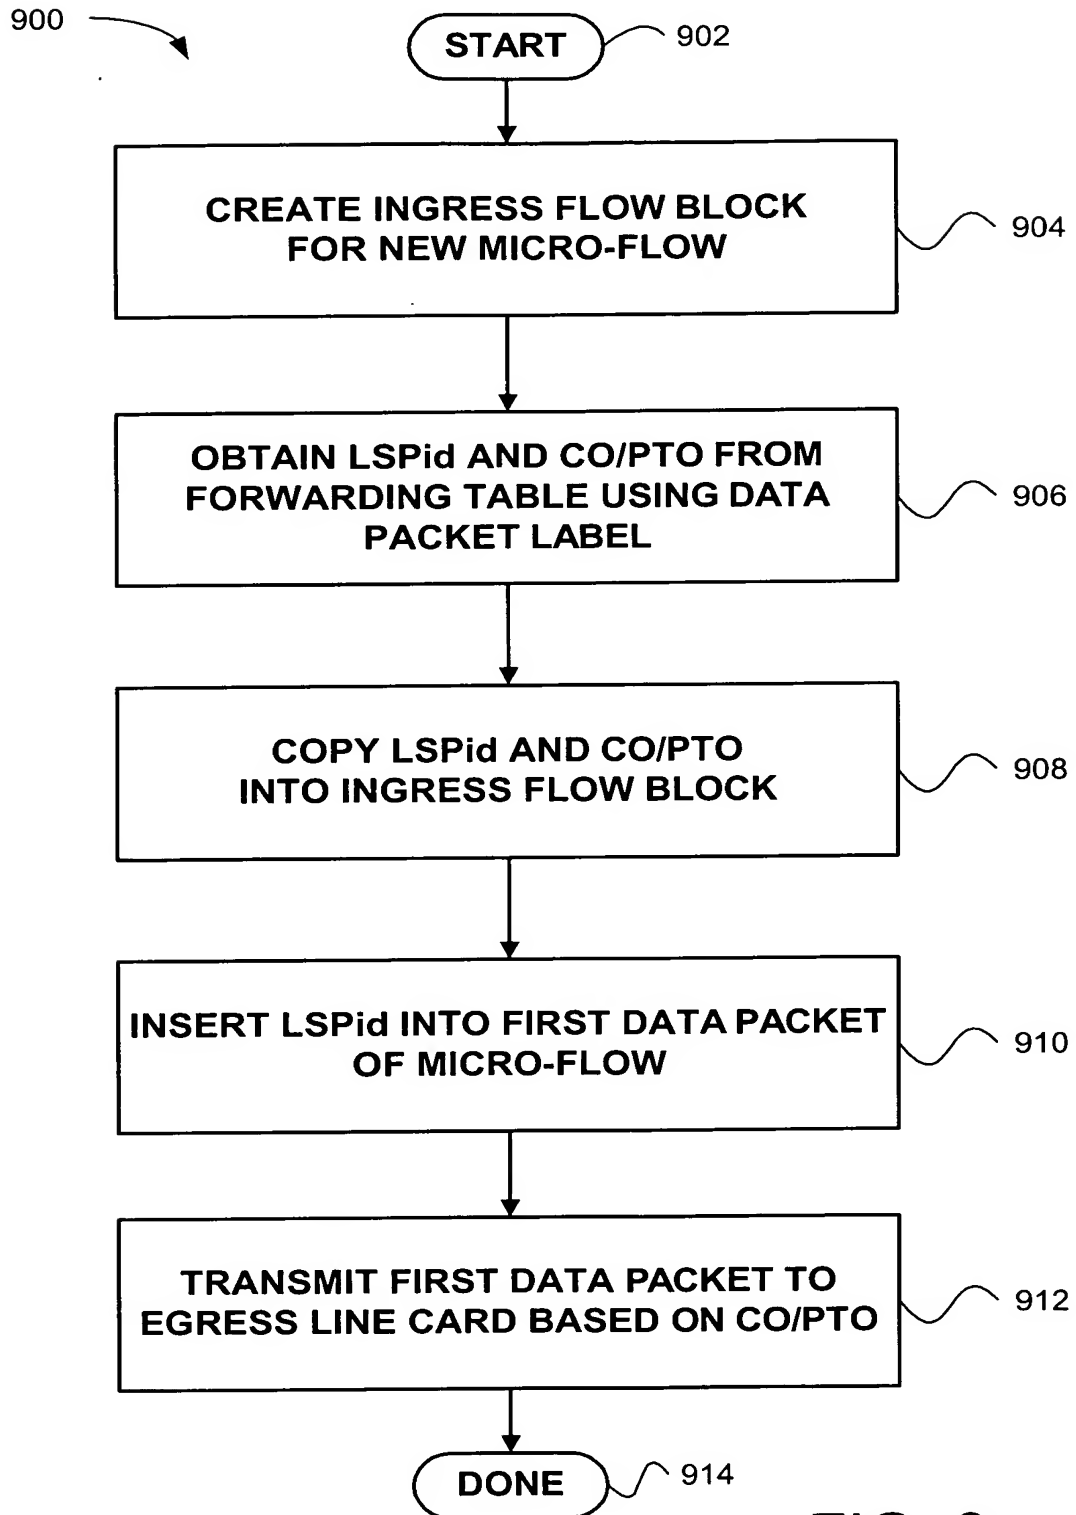 900
START
902
CREATE INGRESS FLOW BLOCK
FOR NEW MICRO-FLOW
904
OBTAIN LSPid AND CO/PTO FROM
FORWARDING TABLE USING DATA
PACKET LABEL
906
COPY LSPid AND CO/PTO
INTO INGRESS FLOW BLOCK
908
INSERT LSPid INTO FIRST DATA PACKET
OF MICRO-FLOW
910
TRANSMIT FIRST DATA PACKET TO
EGRESS LINE CARD BASED ON CO/PTO
912
DONE
914